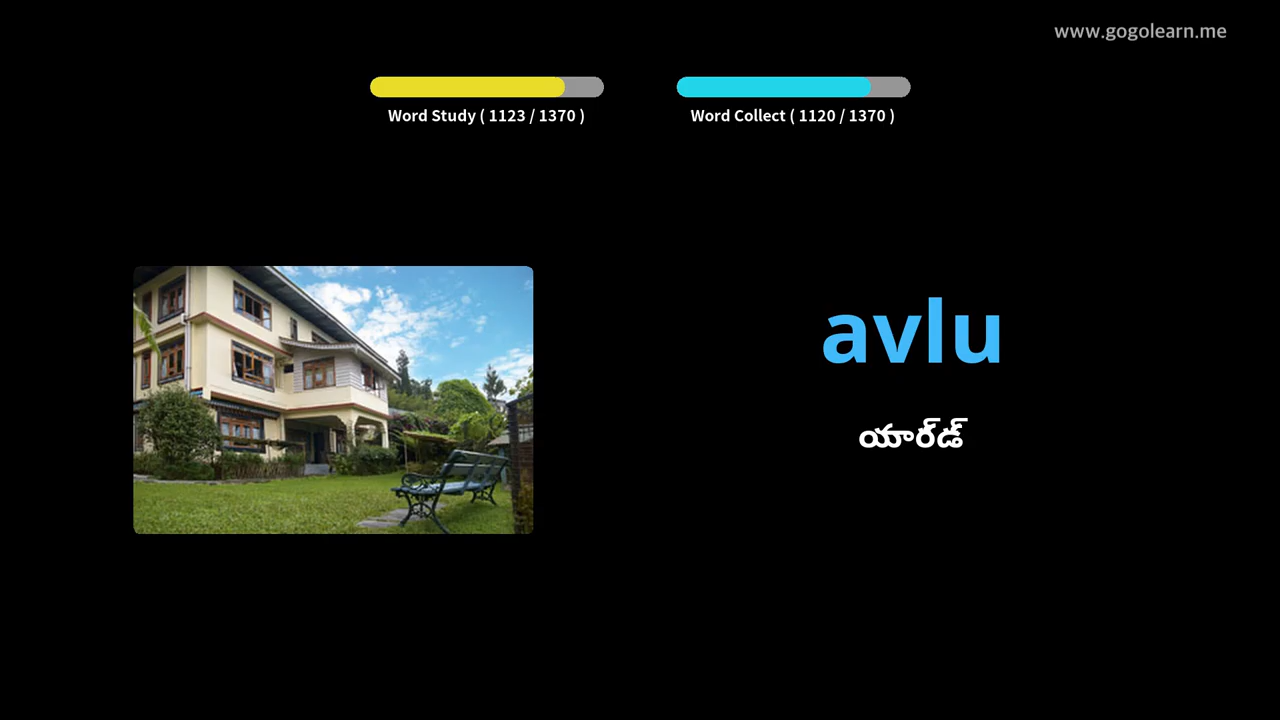 www.gogolearn.me
Word Study ( 1123 / 1370 )
Word Collect ( 1120 / 1370 )
avlu
యార్డ్